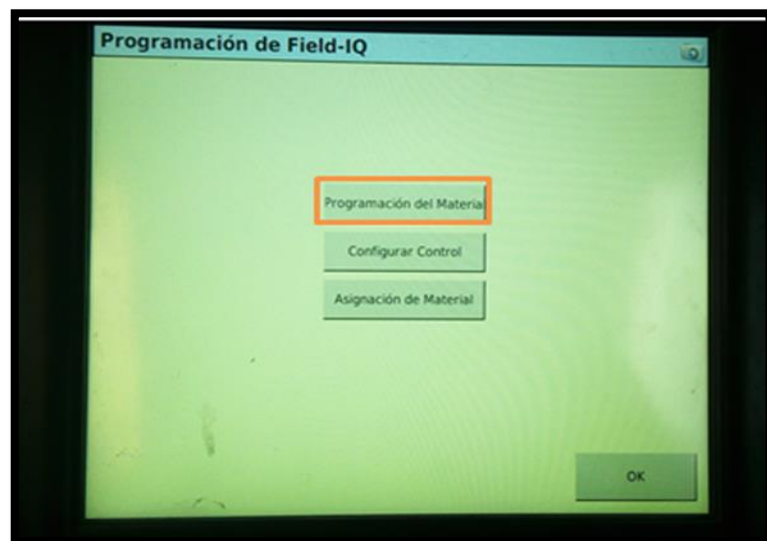 Programación de Field-IQ
Programación del Materia
Configurar Control
Asignación de Material
OK